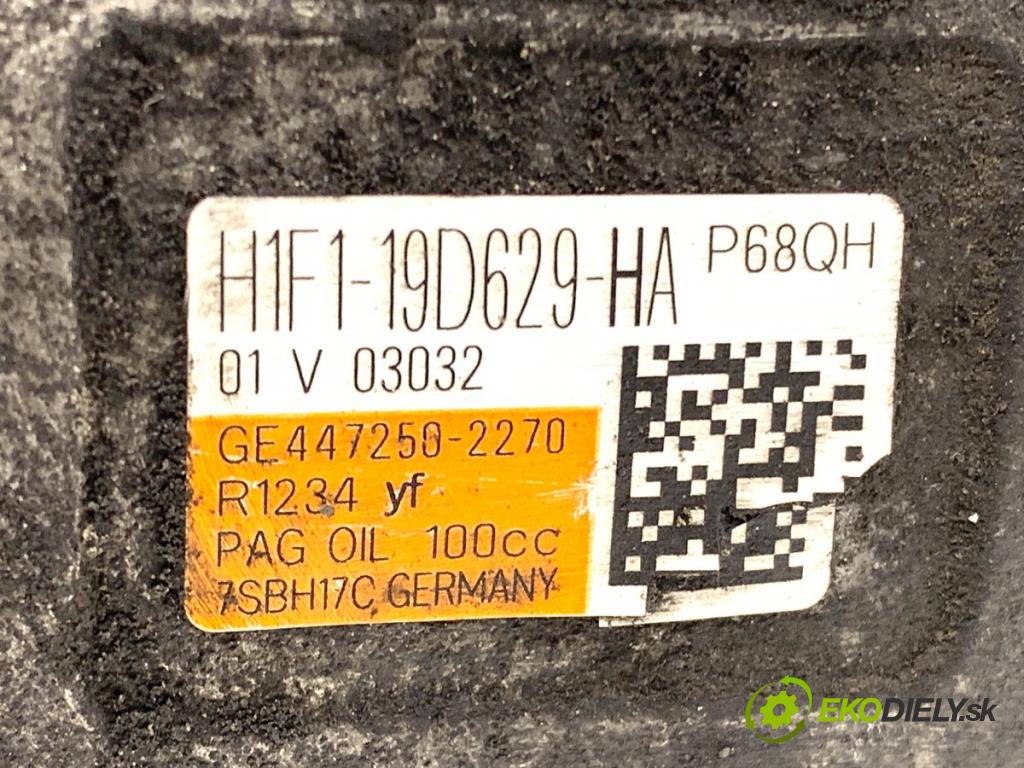 H1F1-19D629-HA P68QH
01 V 03032
GE447250-2270
R1234 yf
PAG OIL 100cc
7SBH17C GERMANY
EKODIELY.sk